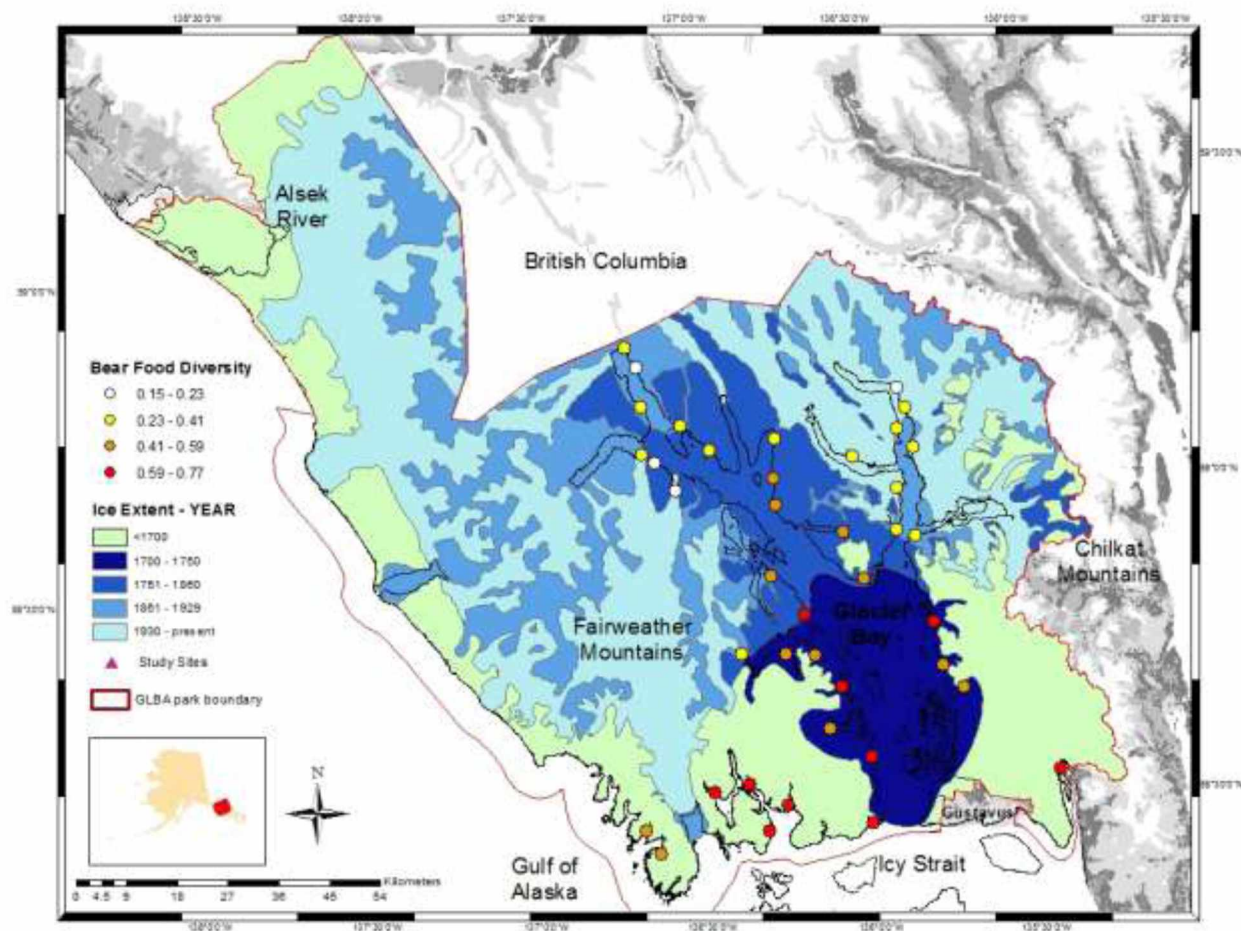 Alsek
River
British Columbia
Bear Food Diversity
0.15 - 0.23
0.23 - 0.41
0.41 - 0.59
0.59 - 0.77
Ice Extent - YEAR
<1700
1700 - 1750
1751 - 1860
1861 - 1929
1930 - present
Study Sites
GLBA park boundary
Chilkat
Mountains
Glacier
Bay
Fairweather
Mountains
N
Gustavus
Gulf of
Alaska
Icy Strait
Kilometers
0 4.5 9 18 27 36 45 54